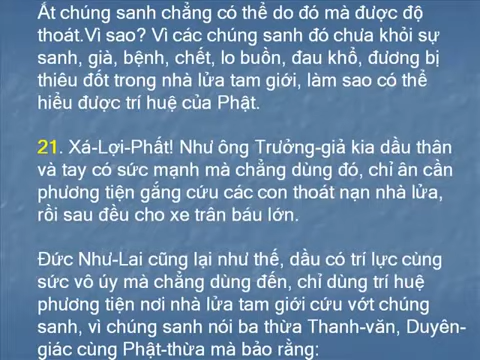 Ất chúng sanh chẳng có thể do đó mà được độ
thoát.Vì sao? Vì các chúng sanh đó chưa khỏi sự
sanh, già, bệnh, chết, lo buồn, đau khổ, đương bị
thiêu đốt trong nhà lửa tam giới, làm sao có thể
hiểu được trí huệ của Phật.
21. Xá-Lợi-Phất! Như ông Trưởng-giả kia dầu thân
và tay có sức mạnh mà chẳng dùng đó, chỉ ân cần
phương tiện gắng cứu các con thoát nạn nhà lửa,
rồi sau đều cho xe trân báu lớn.
Đức Như-Lai cũng lại như thế, dầu có trí lực cùng
sức vô úy mà chẳng dùng đến, chỉ dùng trí huệ
phương tiện nơi nhà lửa tam giới cứu vớt chúng
sanh, vì chúng sanh nói ba thừa Thanh-văn, Duyên-
giác cùng Phật-thừa mà bảo rằng: